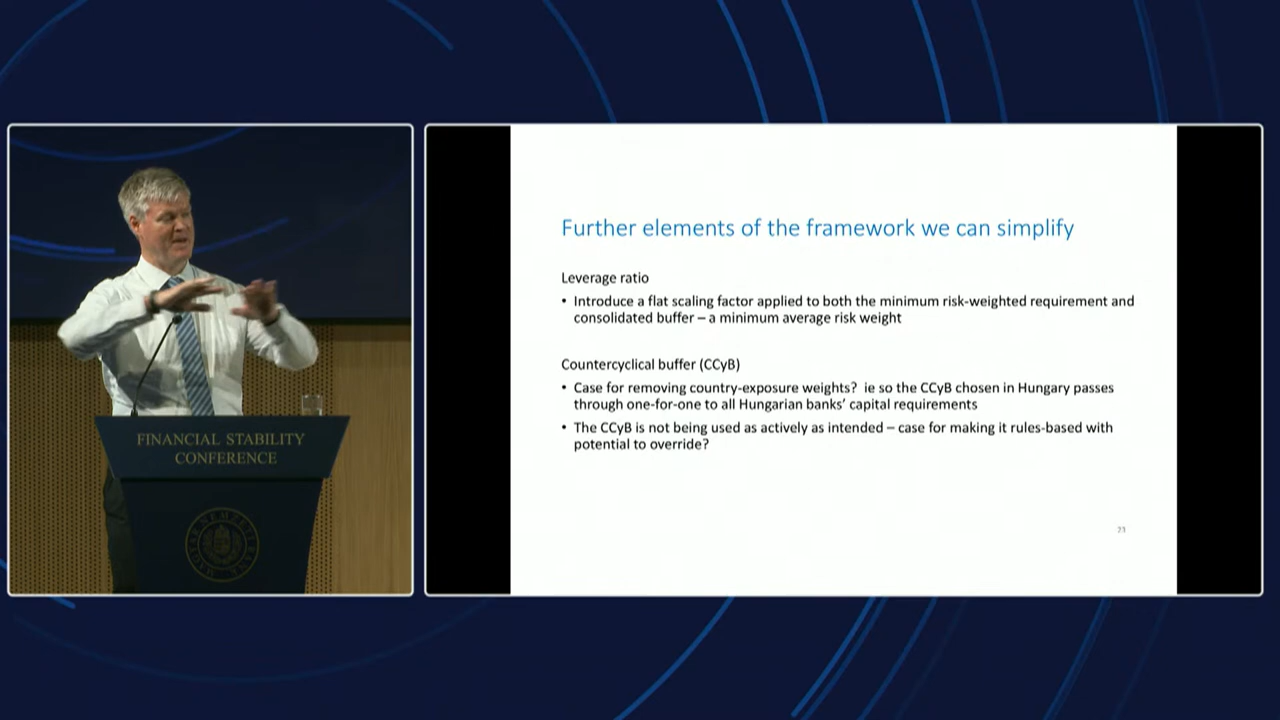 FINANCIAL STABILITY
CONFERENCE
MAGYAR NEMZETI BANK
Further elements of the framework we can simplify
Leverage ratio
• Introduce a flat scaling factor applied to both the minimum risk-weighted requirement and
consolidated buffer – a minimum average risk weight
Countercyclical buffer (CCyB)
• Case for removing country-exposure weights? ie so the CCyB chosen in Hungary passes
through one-for-one to all Hungarian banks’ capital requirements
• The CCyB is not being used as actively as intended – case for making it rules-based with
potential to override?
23